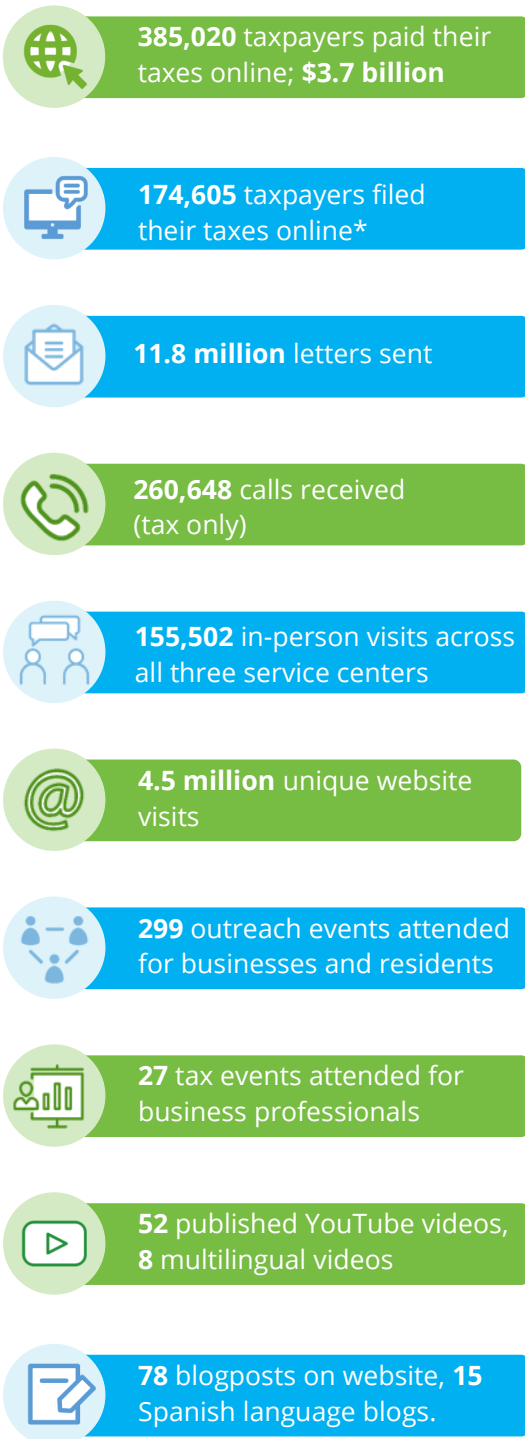 385,020 taxpayers paid their
taxes online; $3.7 billion
174,605 taxpayers filed
their taxes online*
11.8 million letters sent
260,648 calls received
(tax only)
155,502 in-person visits across
all three service centers
@
4.5 million unique website
visits
299 outreach events attended
for businesses and residents
27 tax events attended for
business professionals
52 published YouTube videos,
8 multilingual videos
78 blogposts on website, 15
Spanish language blogs.